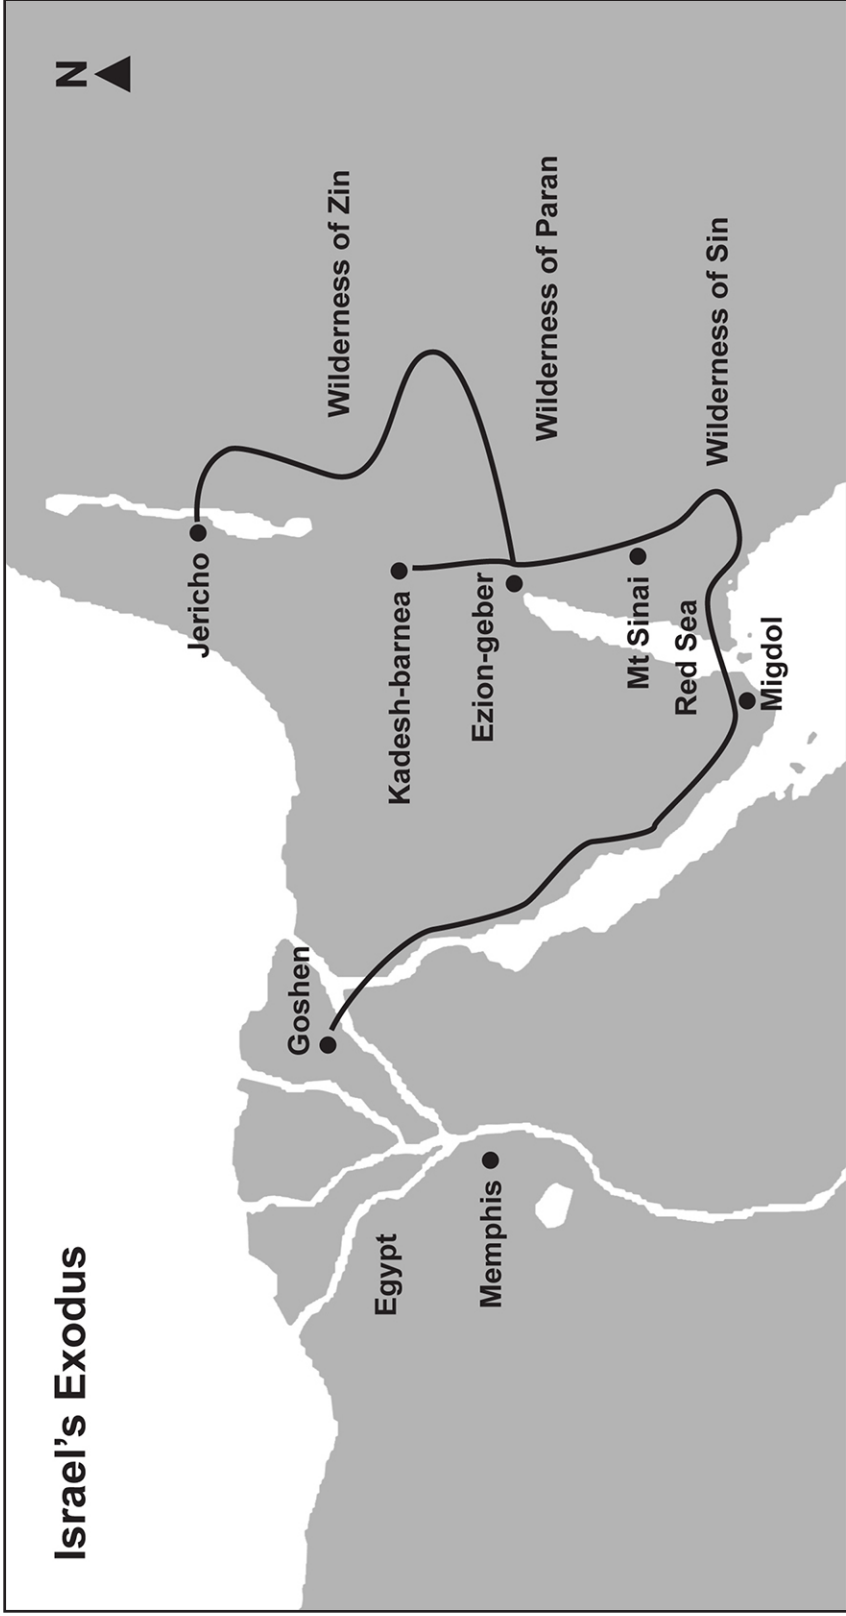 Israel's Exodus
N
Jericho
Wilderness of Zin
Goshen
Egypt
Kadesh-barnea
Memphis
Ezion-geber
Wilderness of Paran
Mt Sinai
Red Sea
Wilderness of Sin
Migdol